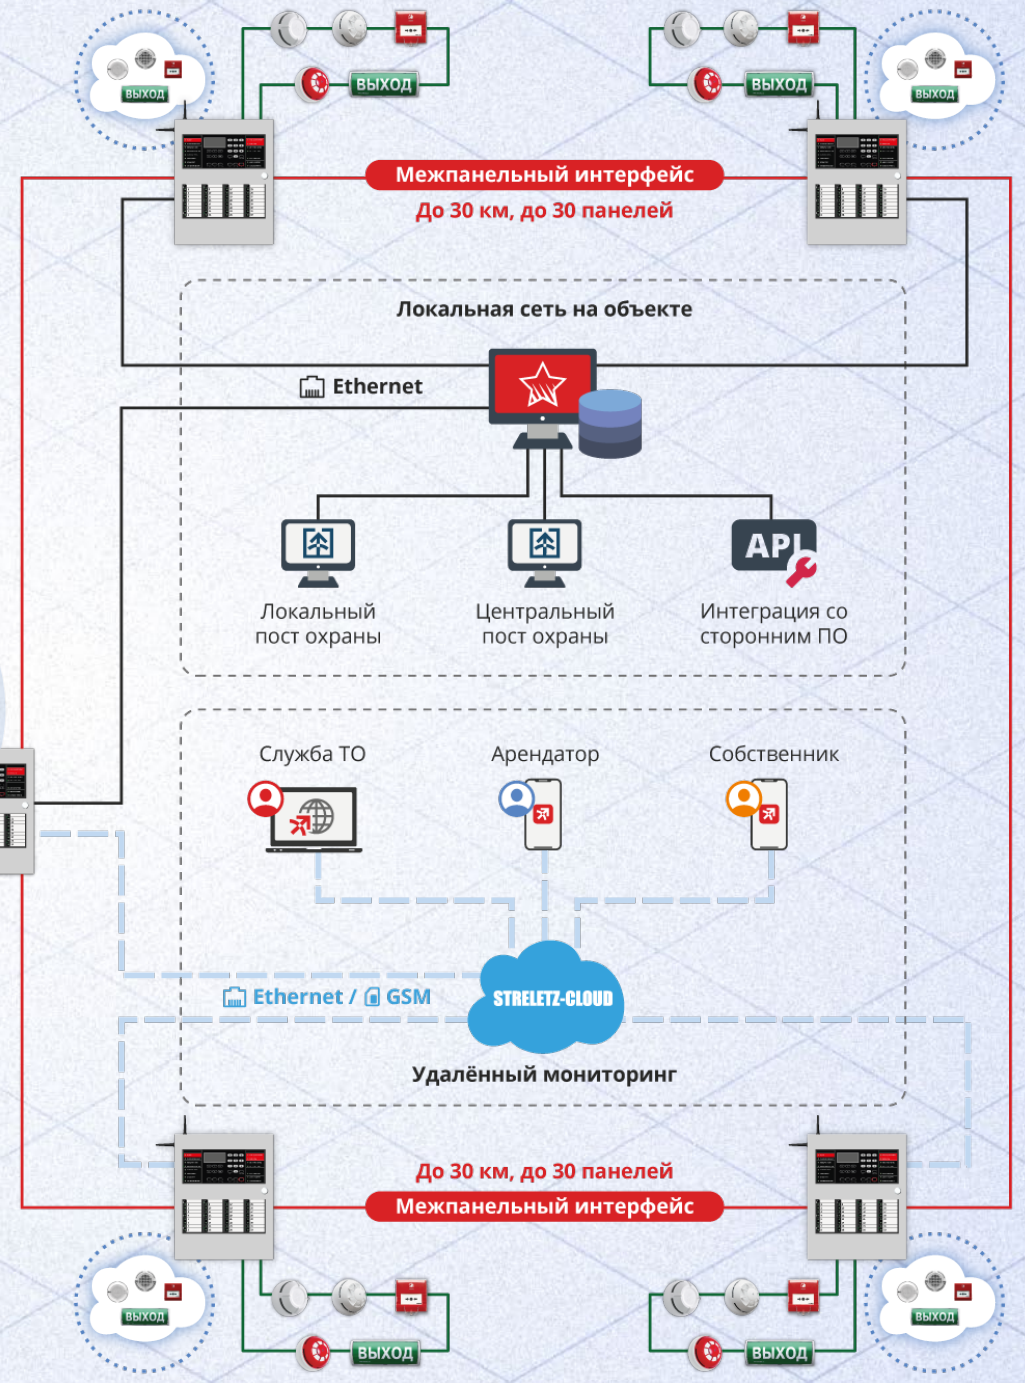 ВЫХОД
ВЫХОД
ВЫХОД
ВЫХОД
Межпанельный интерфейс
До 30 км, до 30 панелей
Локальная сеть на объекте
Ethernet
API
Локальный
пост охраны
Центральный
пост охраны
Интеграция со
сторонним ПО
Служба ТО
Арендатор
Собственник
STRELETZ-CLOUD
Ethernet / GSM
Удалённый мониторинг
До 30 км, до 30 панелей
Межпанельный интерфейс
ВЫХОД
ВЫХОД
ВЫХОД
ВЫХОД